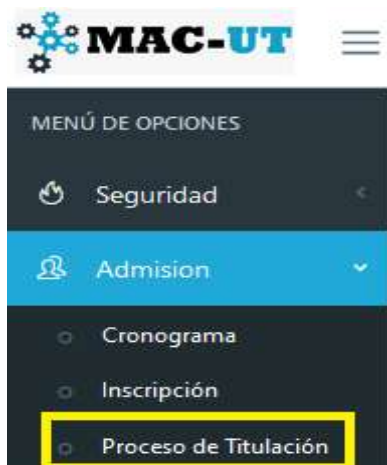 MAC-UT
MENÚ DE OPCIONES
Seguridad
Admision
Cronograma
Inscripción
Proceso de Titulación